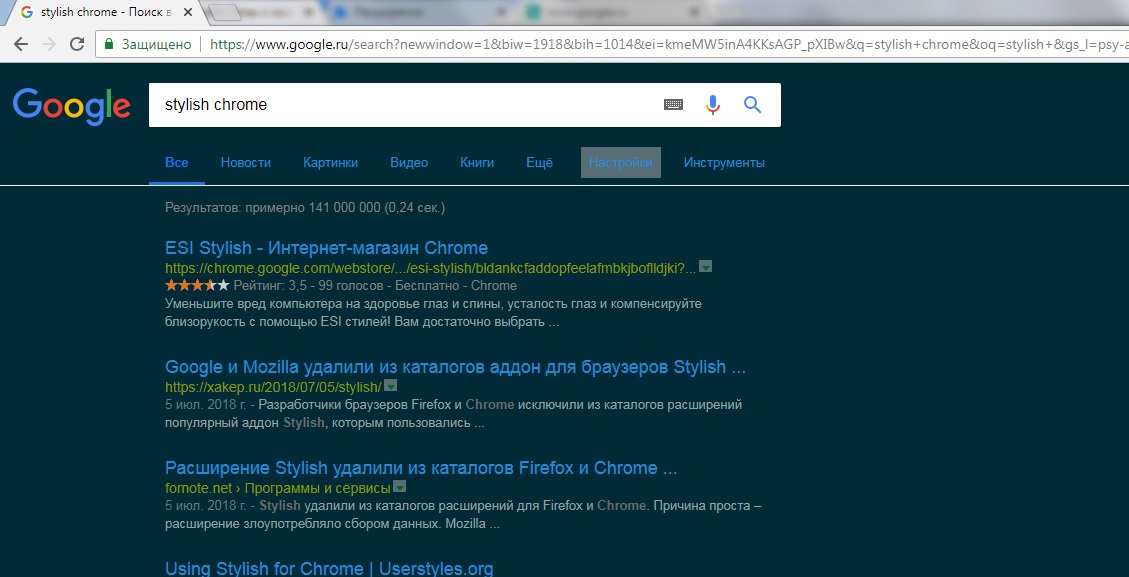 stylish chrome - Поиск в
Защищено
https://www.google.ru/search?newwindow=1&biw=1918&bih=1014&ei=kmeMW5inA4KKsAGP_pXIBw&q=stylish+chrome&oq=stylish+&gs_l=psy-a
Google
stylish chrome
Все Новости Картинки Видео Книги Ещё Настройки Инструменты
Результатов: примерно 141 000 000 (0,24 сек.)
ESI Stylish - Интернет-магазин Chrome
https://chrome.google.com/webstore/.../esi-stylish/bldankcfaddopfeelafmbkjboflldjki?...
Рейтинг: 3,5 - 99 голосов - Бесплатно - Chrome
Уменьшите вред компьютера на здоровье глаз и спины, усталость глаз и компенсируйте
близорукость с помощью ESI стилей! Вам достаточно выбрать ...
Google и Mozilla удалили из каталогов аддон для браузеров Stylish ...
https://xakep.ru/2018/07/05/stylish/
5 июл. 2018 г. - Разработчики браузеров Firefox и Chrome исключили из каталогов расширений
популярный аддон Stylish, которым пользовались ...
Расширение Stylish удалили из каталогов Firefox и Chrome ...
fornote.net › Программы и сервисы
5 июл. 2018 г. - Stylish удалили из каталогов расширений для Firefox и Chrome. Причина проста –
расширение злоупотребляло сбором данных. Mozilla ...
Using Stylish for Chrome | Userstyles.org